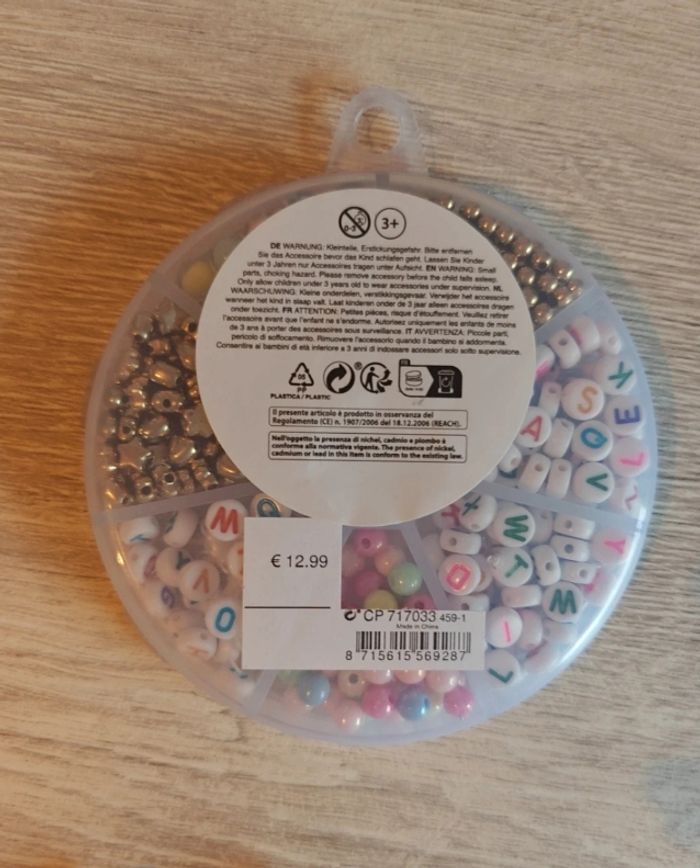 0-3
3+
DE WARNUNG: Kleinteile, Erstickungsgefahr. Bitte entfernen
Sie das Accessoire bevor das Kind schlafen geht. Lassen Sie Kinder
unter 3 Jahren nur Accessoires tragen unter Aufsicht. EN WARNING: Small
parts, choking hazard. Please remove accessory before the child falls asleep.
Only allow children under 3 years old to wear accessories under supervision. NL
WAARSCHUWING. Kleine onderdelen, verstikkingsgevaar. Verwijder het accessoire
wanneer het kind in slaap valt. Laat kinderen onder de 3 jaar alleen accessoires dragen
onder toezicht. FR ATTENTION: Petites pièces, risque d'étouffement. Veuillez retirer
l'accessoire avant que l'enfant ne s'endorme. Autorisez uniquement les enfants de moins
de 3 ans à porter des accessoires sous surveillance. IT AVVERTENZA: Piccole parti,
pericolo di soffocamento. Rimuovere l'accessorio quando il bambino si addormenta.
Consentire ai bambini di età inferiore a 3 anni di indossare accessori solo sotto supervisione.
05
PP
PLASTICA / PLASTIC
Il presente articolo è prodotto in osservanza del
Regolamento (CE) n. 1907/2006 del 18.12.2006 (REACH).
Nell'oggetto la presenza di nichel, cadmio e piombo è
conforme alla normativa vigente. The presence of nickel,
cadmium or lead in this item is conform to the existing law.
€ 12.99
CP 717033 459-1
Made in China
8 715615 569287
K
S
E
A
Q
L
V
W
O
W
T
D
W
I
L
Y